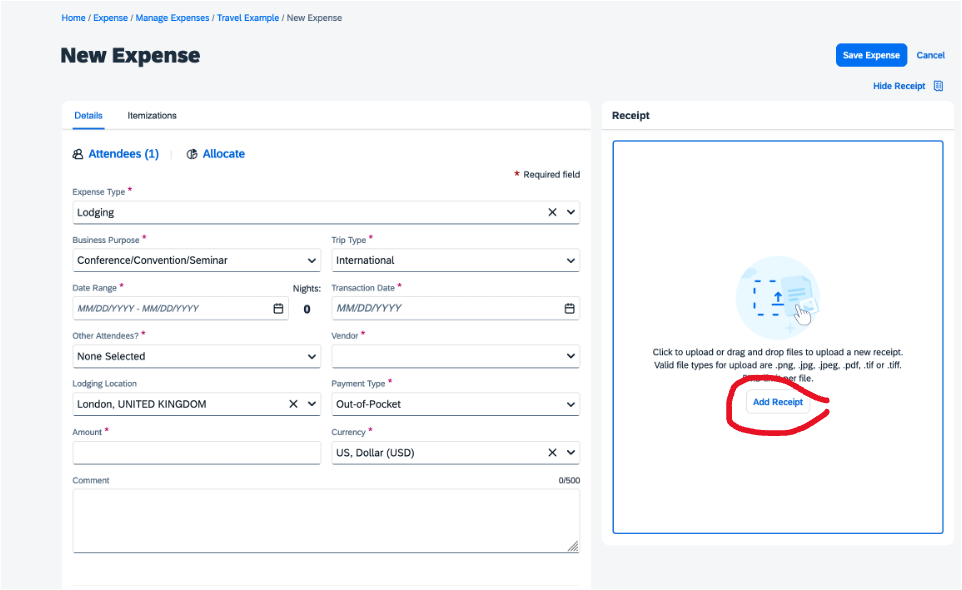 Home / Expense / Manage Expenses / Travel Example / New Expense
New Expense
Save Expense Cancel
Hide Receipt
Details Itemizations
Attendees (1) | Allocate
* Required field
Expense Type *
Lodging
Business Purpose * Trip Type *
Conference/Convention/Seminar International
Date Range * Nights: Transaction Date *
MM/DD/YYYY - MM/DD/YYYY 0 MM/DD/YYYY
Other Attendees? * Vendor *
None Selected
Lodging Location Payment Type *
London, UNITED KINGDOM Out-of-Pocket
Amount * Currency *
US, Dollar (USD)
Comment 0/500
Receipt
Click to upload or drag and drop files to upload a new receipt.
Valid file types for upload are .png, .jpg, .jpeg, .pdf, .tif or .tiff.
per file.
Add Receipt